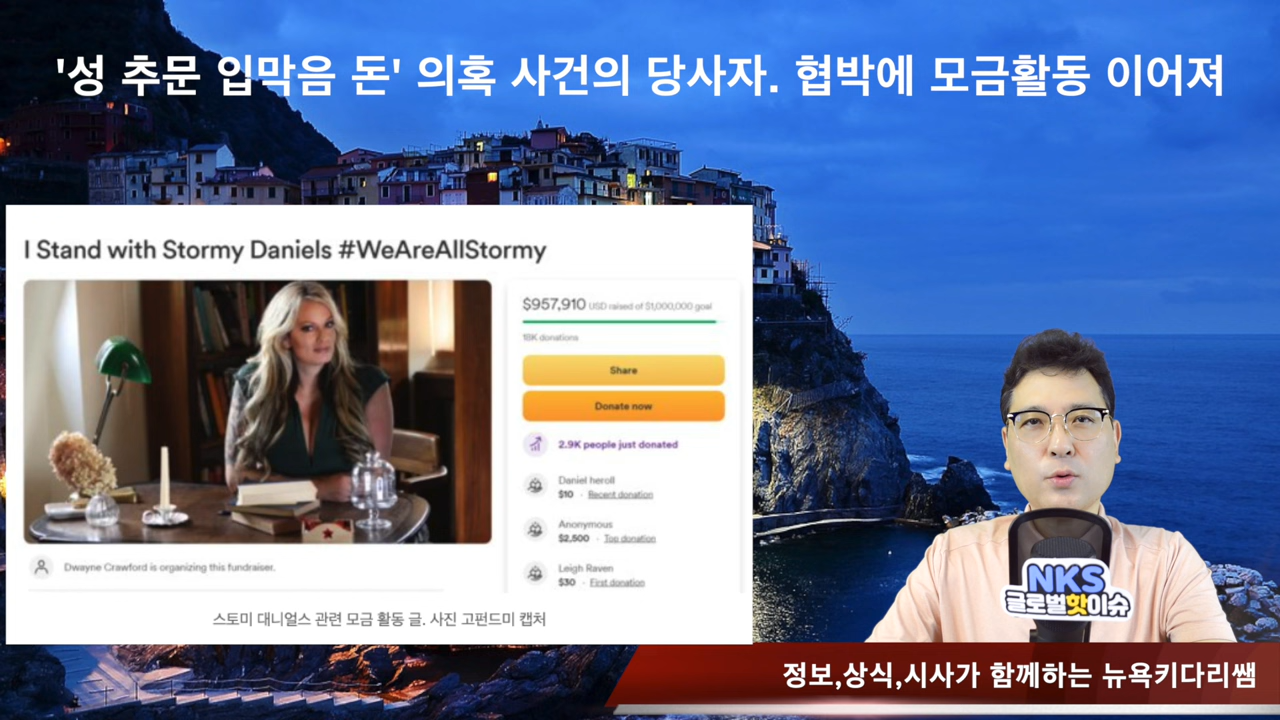 '성 추문 입막음 돈' 의혹 사건의 당사자. 협박에 모금활동 이어져
I Stand with Stormy Daniels #WeAreAllStormy
$957,910 USD raised of $1,000,000 goal
18K donations
Share
Donate now
2.9K people just donated
Daniel heroll
$10 · Recent donation
Anonymous
$2,500 · Top donation
Leigh Raven
$30 · First donation
Dwayne Crawford is organizing this fundraiser.
스토미 대니얼스 관련 모금 활동 글. 사진 고펀드미 캡처
NKS
글로벌핫이슈
정보,상식,시사가 함께하는 뉴욕키다리쌤